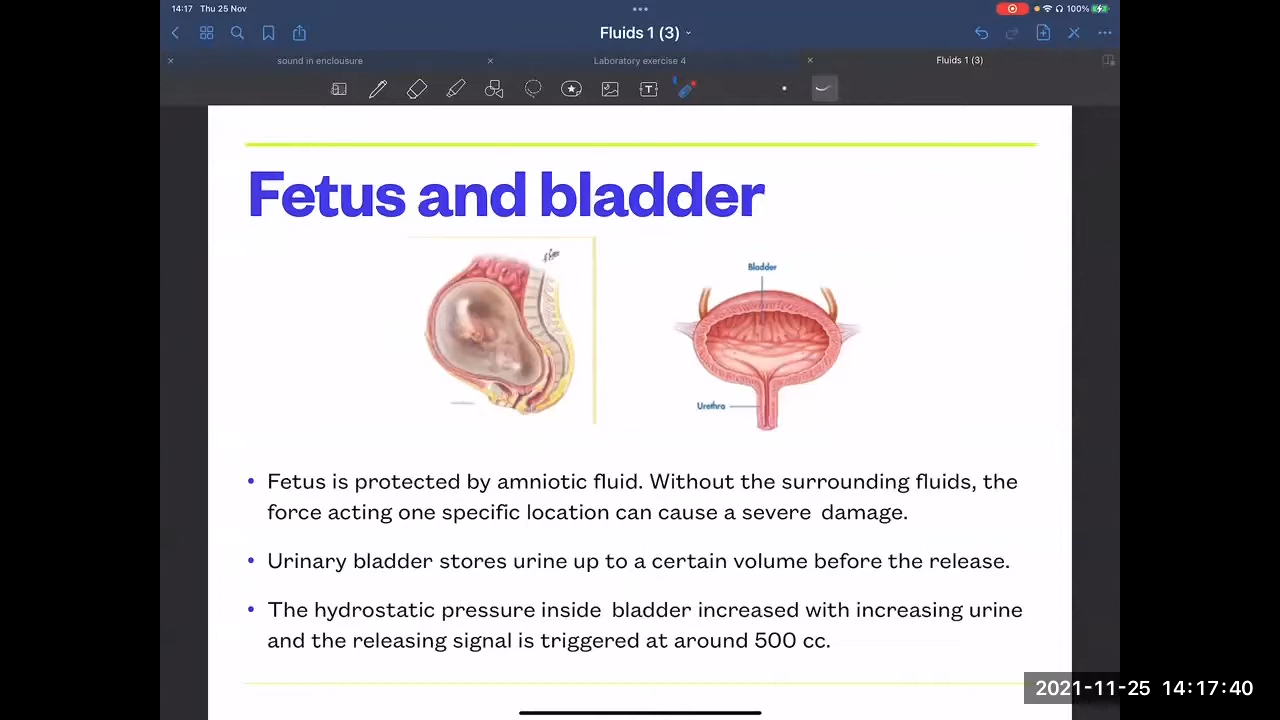 14:17 Thu 25 Nov
100%
Fluids 1 (3)
sound in enclousure
Laboratory exercise 4
Fluids 1 (3)
Fetus and bladder
Bladder
Urethra
• Fetus is protected by amniotic fluid. Without the surrounding fluids, the
force acting one specific location can cause a severe damage.
• Urinary bladder stores urine up to a certain volume before the release.
• The hydrostatic pressure inside bladder increased with increasing urine
and the releasing signal is triggered at around 500 cc.
2021-11-25 14:17:40